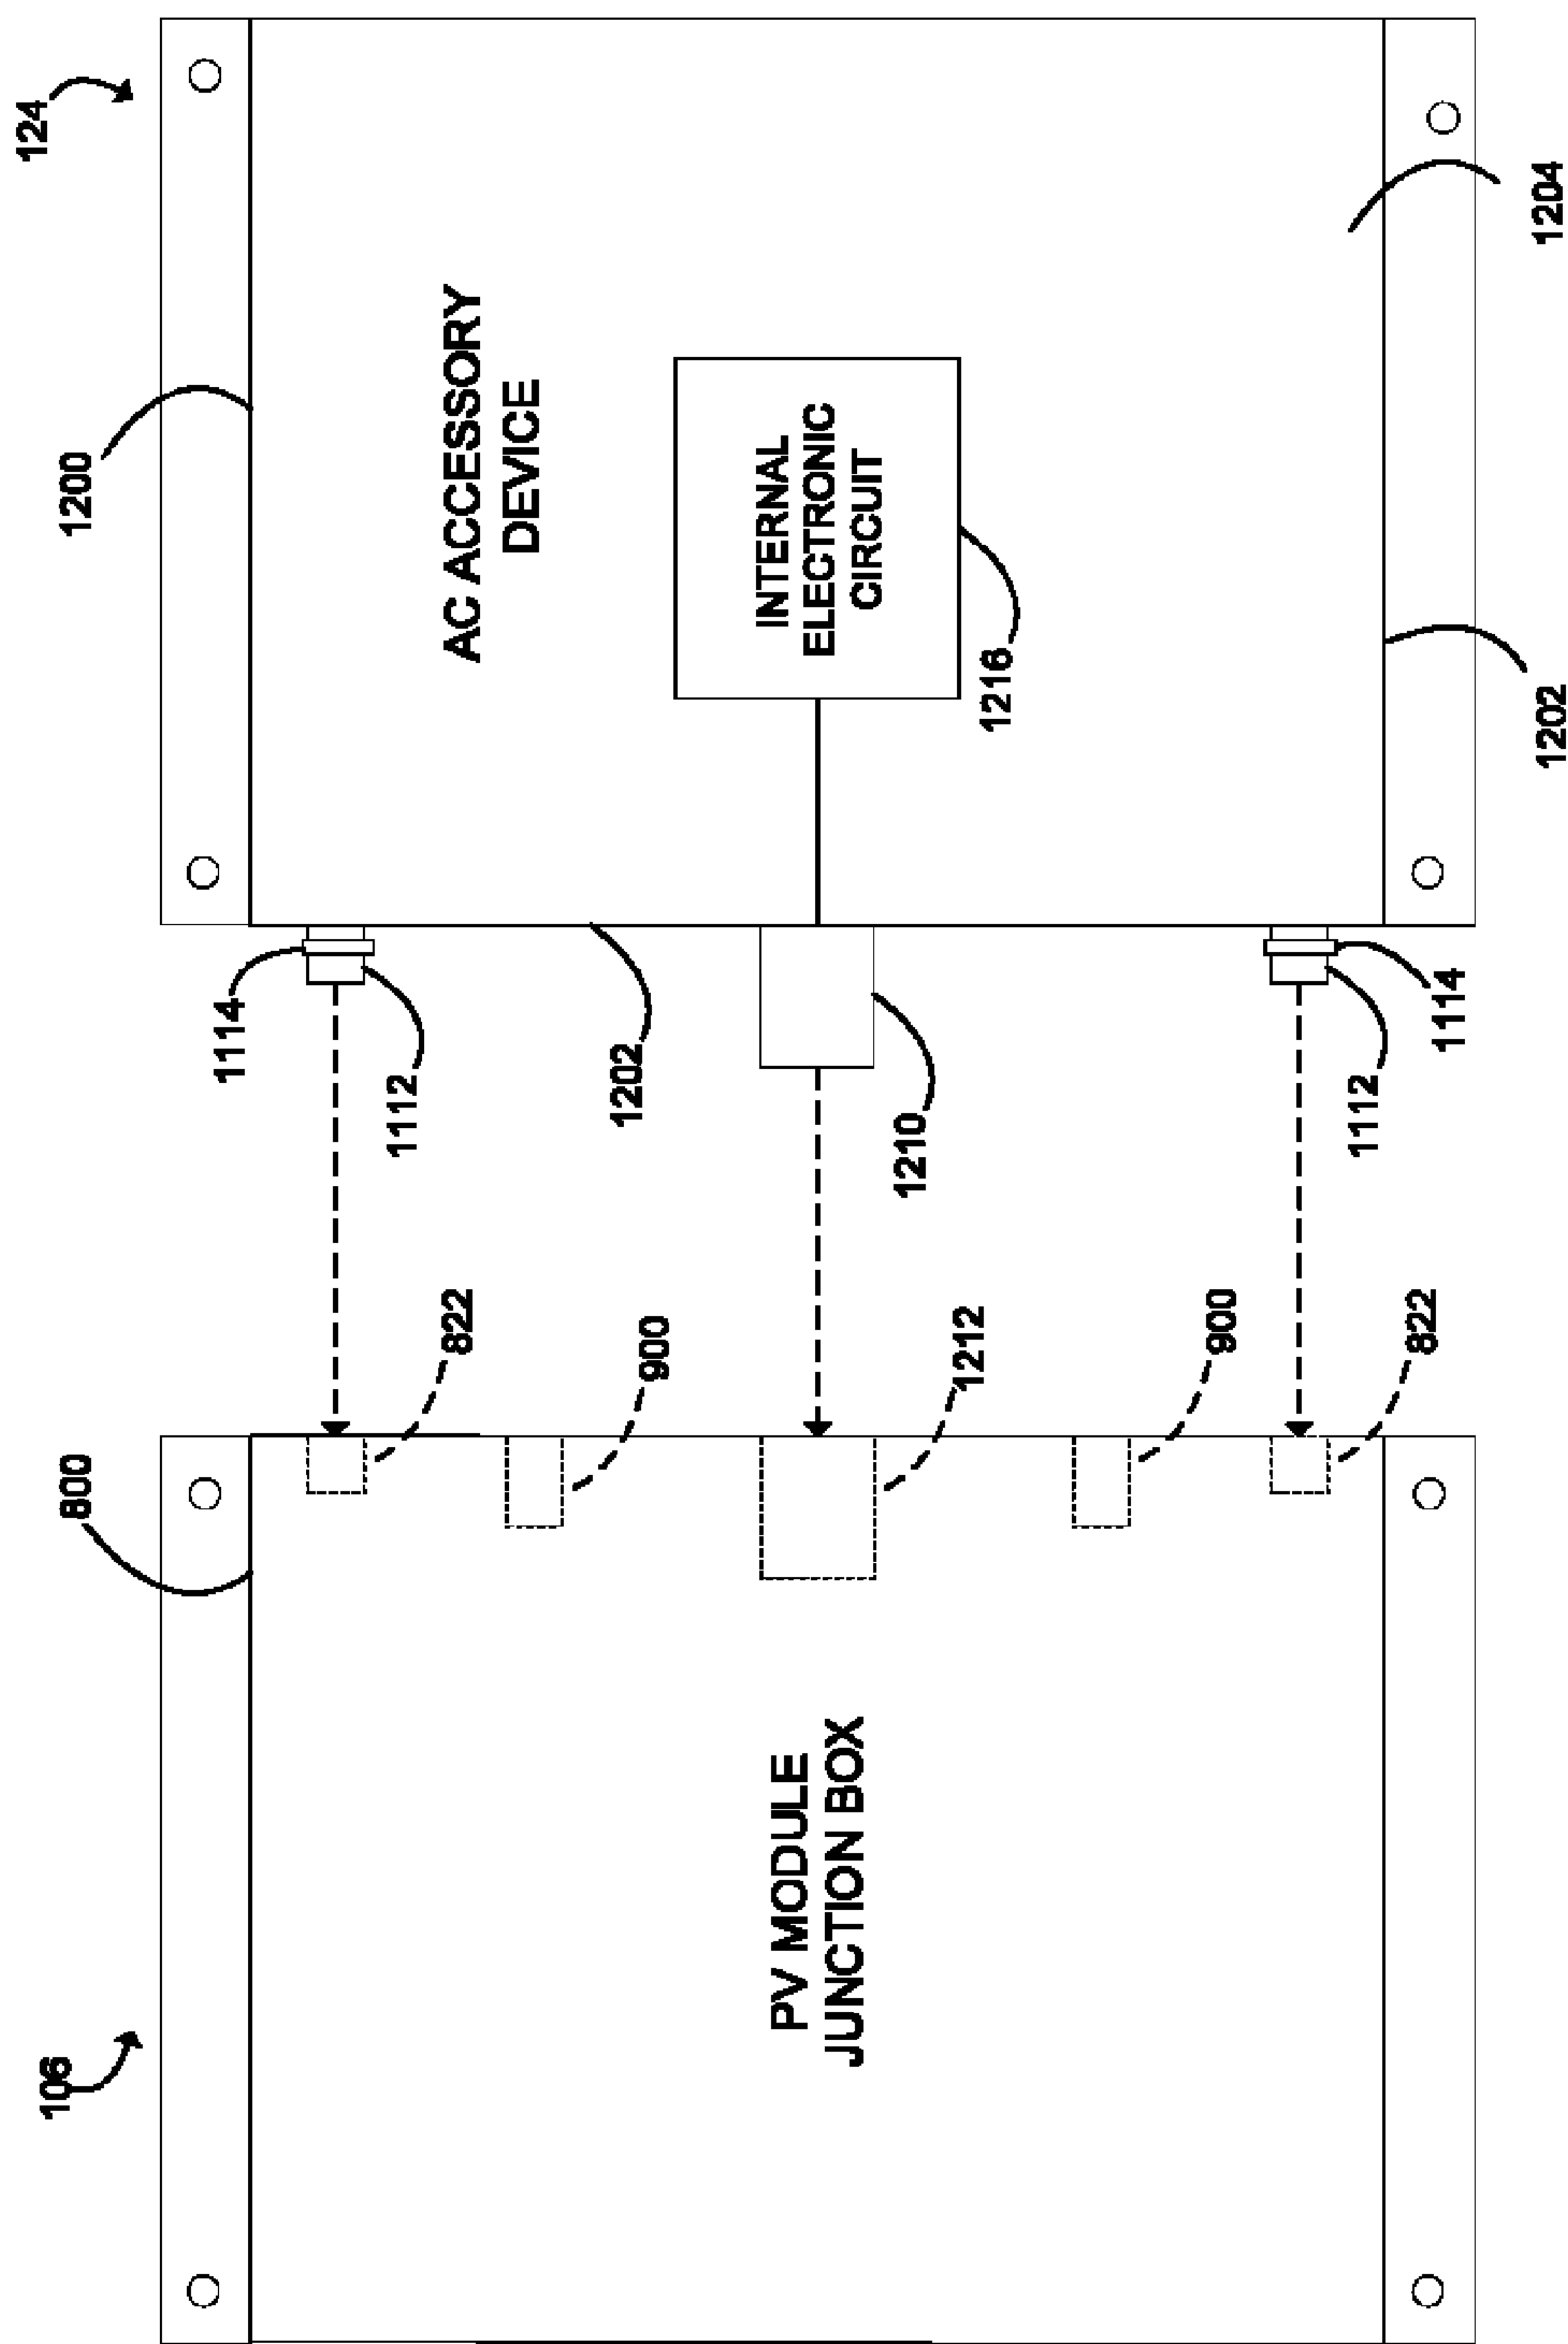 106
800
PV MODULE
JUNCTION BOX
822
900
1212
900
822
124
1200
1114
1112
1202
1210
1112
1114
AC ACCESSORY
DEVICE
INTERNAL
ELECTRONIC
CIRCUIT
1216
1202
1204